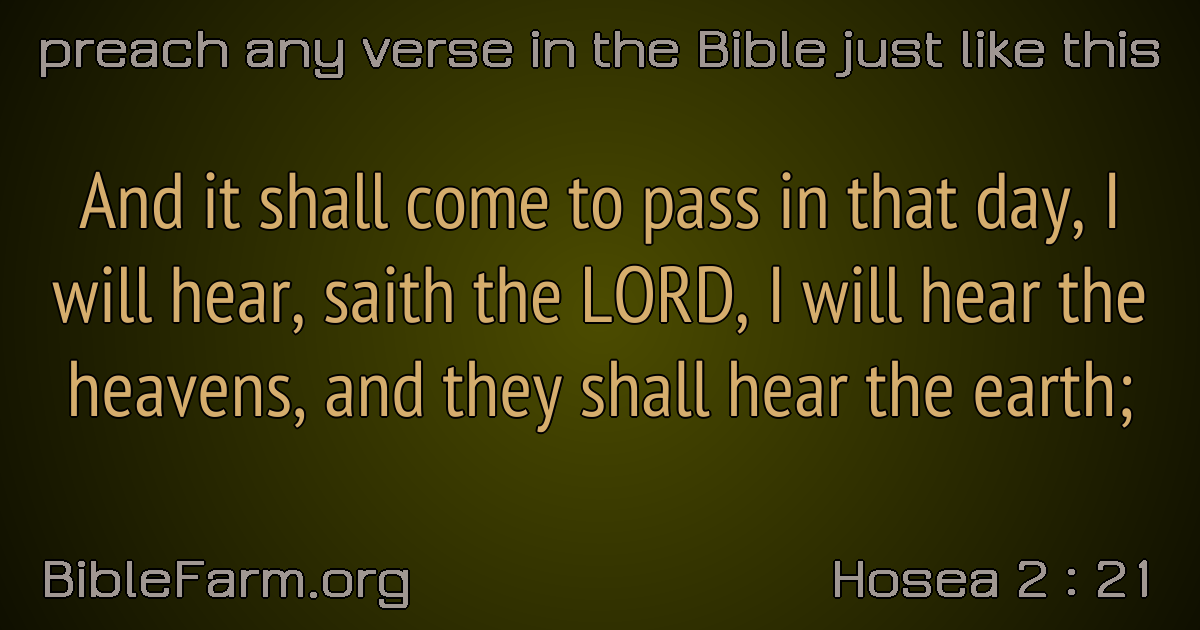 preach any verse in the Bible just like this
And it shall come to pass in that day, I
will hear, saith the LORD, I will hear the
heavens, and they shall hear the earth;
BibleFarm.org
Hosea 2 : 21